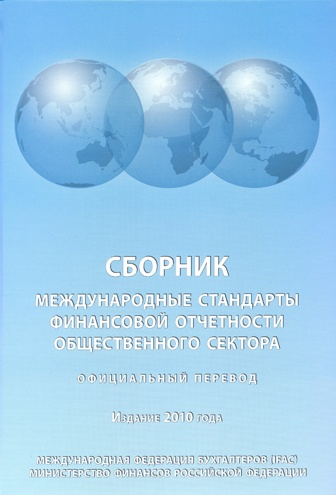 СБОРНИК
МЕЖДУНАРОДНЫЕ СТАНДАРТЫ
ФИНАНСОВОЙ ОТЧЕТНОСТИ
ОБЩЕСТВЕННОГО СЕКТОРА
ОФИЦИАЛЬНЫЙ ПЕРЕВОД
ИЗДАНИЕ 2010 ГОДА
МЕЖДУНАРОДНАЯ ФЕДЕРАЦИЯ БУХГАЛТЕРОВ (IFAC)
МИНИСТЕРСТВО ФИНАНСОВ РОССИЙСКОЙ ФЕДЕРАЦИИ